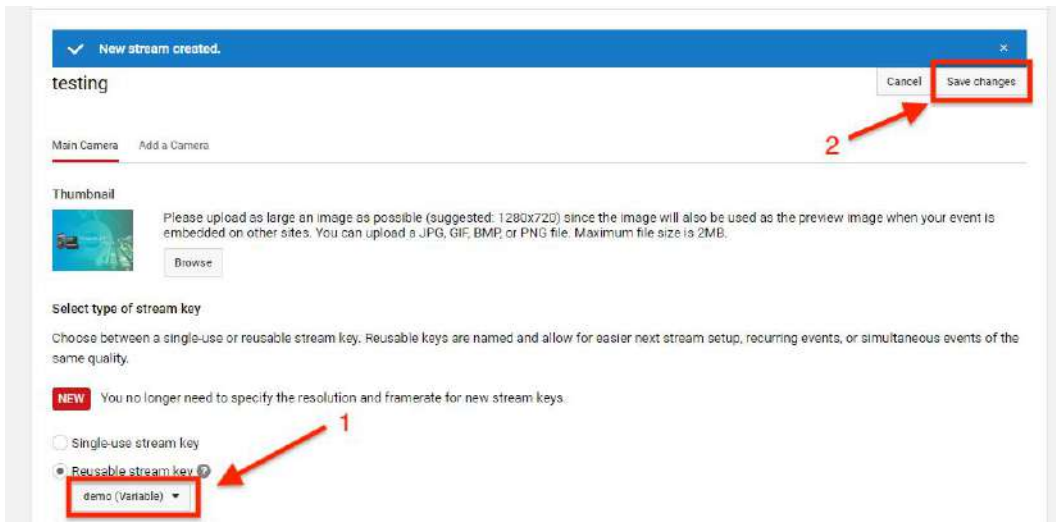 New stream created.
×
testing
Cancel
Save changes
2
Main Camera
Add a Camera
Thumbnail
Please upload as large an image as possible (suggested: 1280x720) since the image will also be used as the preview image when your event is
embedded on other sites. You can upload a JPG, GIF, BMP, or PNG file. Maximum file size is 2MB.
Browse
Select type of stream key
Choose between a single-use or reusable stream key. Reusable keys are named and allow for easier next stream setup, recurring events, or simultaneous events of the
same quality.
NEW You no longer need to specify the resolution and framerate for new stream keys.
1
Single-use stream key
Reusable stream key ?
demo (Variable)